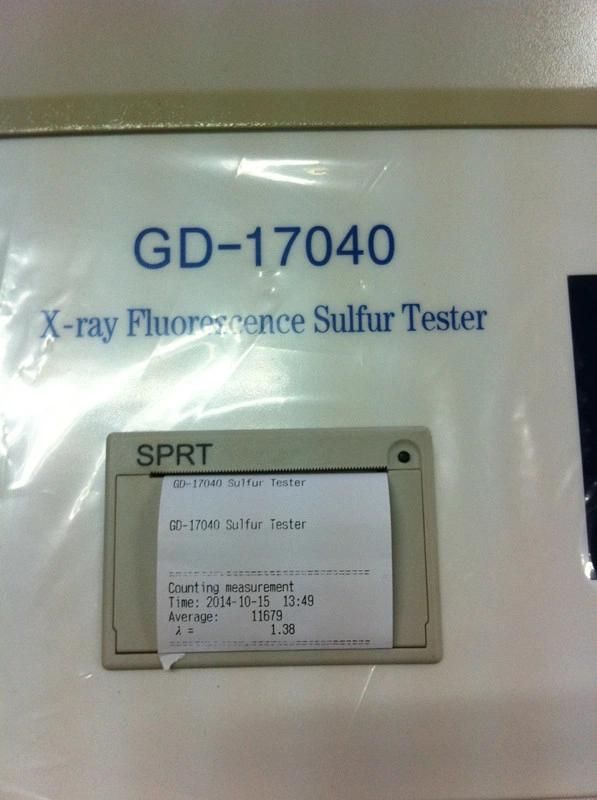 GD-17040
X-ray Fluorescence Sulfur Tester
SPRT
GD-17040 Sulfur Tester
GD-17040 Sulfur Tester
Counting measurement
Time: 2014-10-15 13:49
Average: 11679
λ = 1.38